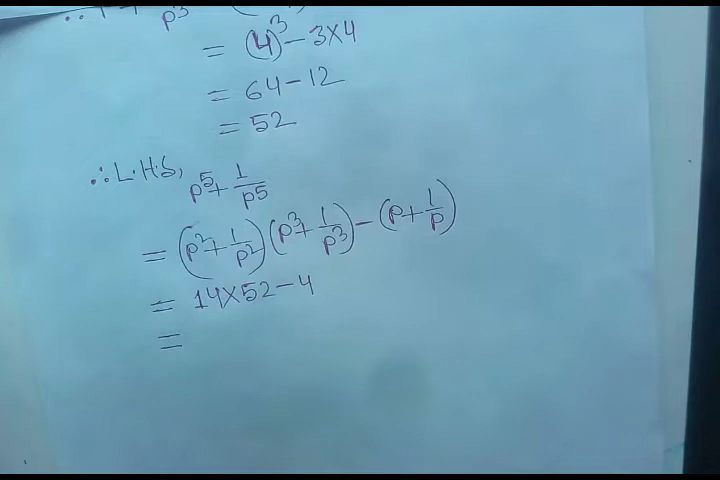 = (4)³ - 3×4
= 64 - 12
= 52
∴ L.H.S,
p⁵ + 1/p⁵
= (p² + 1/p²)(p³ + 1/p³) - (p + 1/p)
= 14×52 - 4
=